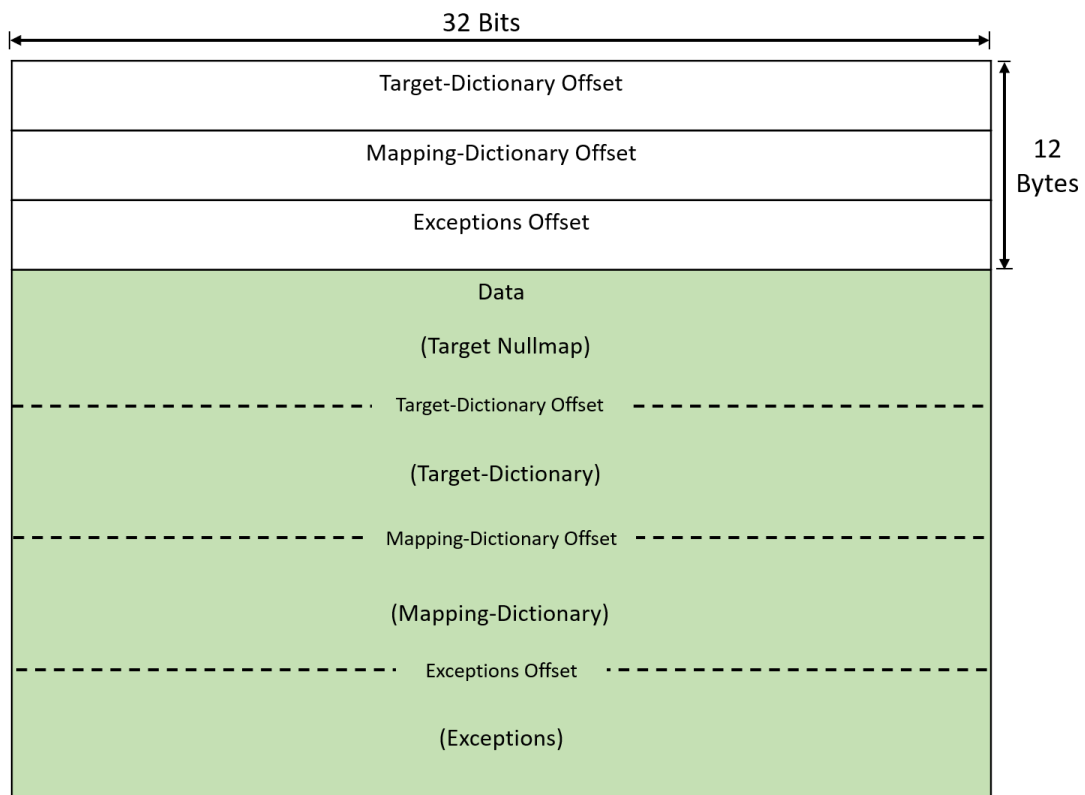 32 Bits
Target-Dictionary Offset
Mapping-Dictionary Offset
12
Bytes
Exceptions Offset
Data
(Target Nullmap)
Target-Dictionary Offset
(Target-Dictionary)
Mapping-Dictionary Offset
(Mapping-Dictionary)
Exceptions Offset
(Exceptions)